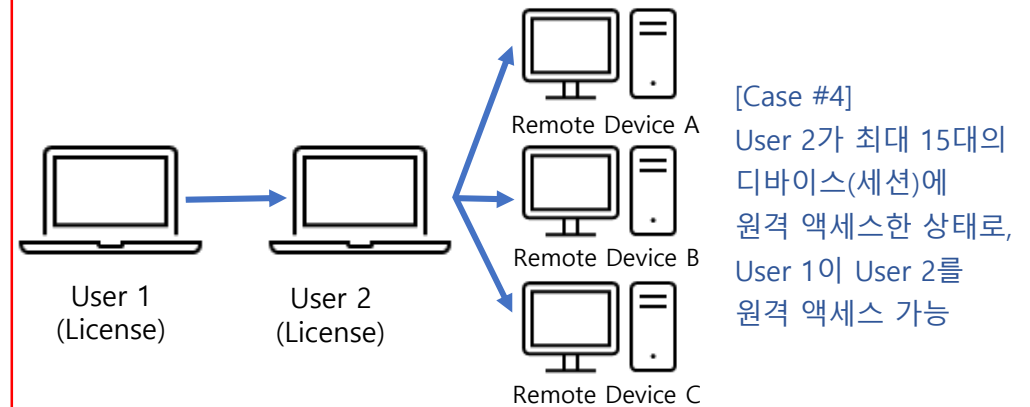 Remote Device A
[Case #4]
User 2가 최대 15대의
디바이스(세션)에
원격 액세스한 상태로,
User 1이 User 2를
원격 액세스 가능
Remote Device B
User 1
(License)
User 2
(License)
Remote Device C